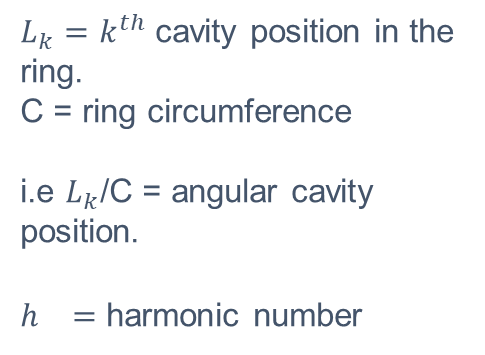 L_k = k^{th} cavity position in the
ring.
C = ring circumference
i.e L_k/C = angular cavity
position.
h = harmonic number